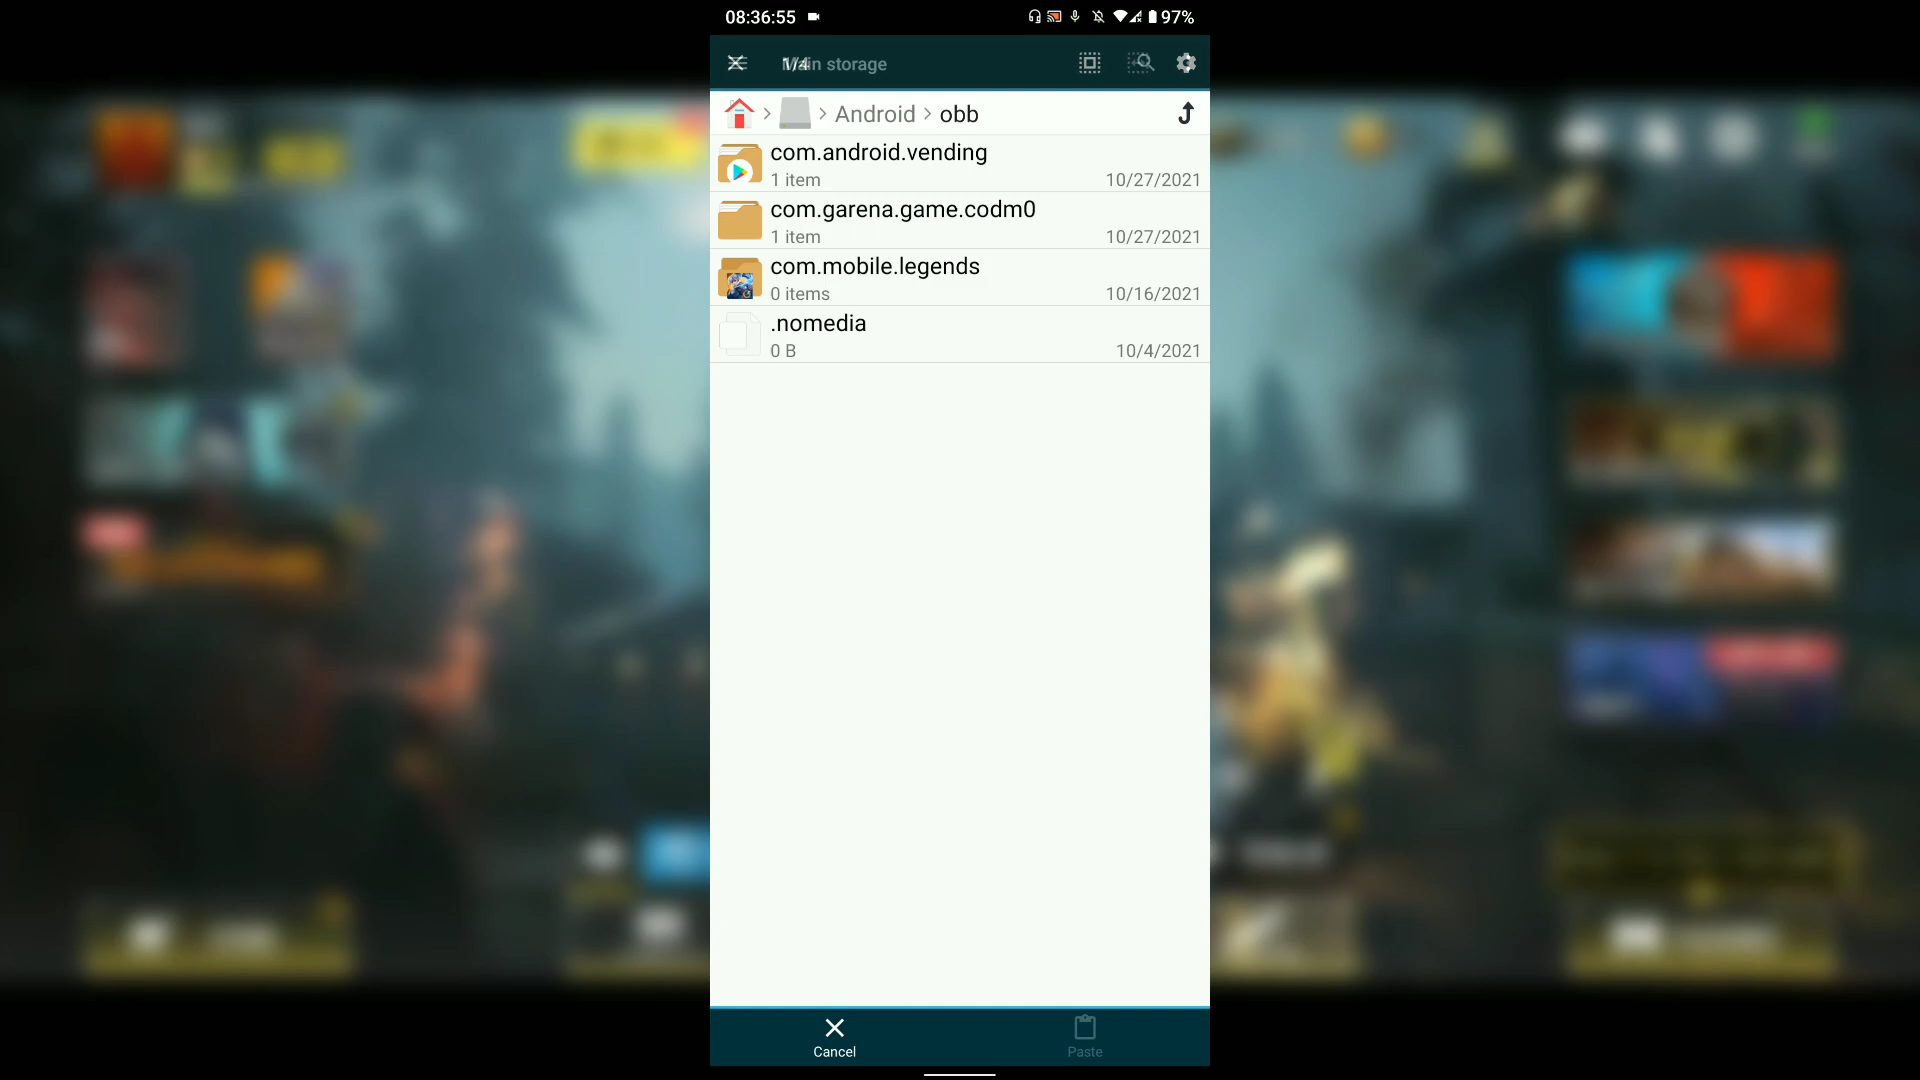 08:36:55 97%
1/4 Main storage
Android obb
com.android.vending
1 item 10/27/2021
com.garena.game.codm0
1 item 10/27/2021
com.mobile.legends
0 items 10/16/2021
.nomedia
0 B 10/4/2021
Cancel Paste